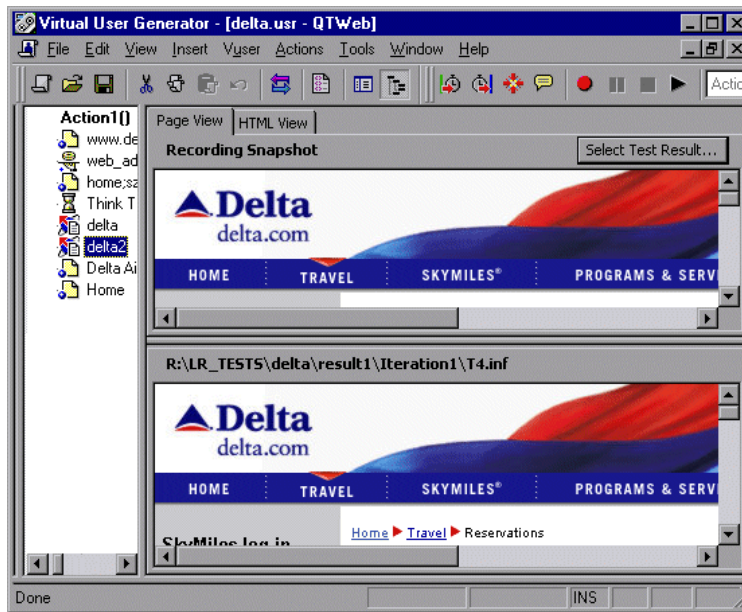 Virtual User Generator - [delta.usr - QTWeb]
File Edit View Insert Vuser Actions Tools Window Help
Actio
Action1()
www.de
web_ad
home;sz
Think T
delta
delta2
Delta Ai
Home
Page View HTML View
Recording Snapshot Select Test Result...
Delta
delta.com
HOME TRAVEL SKYMILES® PROGRAMS & SERV
R:\LR_TESTS\delta\result1\Iteration1\T4.inf
Delta
delta.com
HOME TRAVEL SKYMILES® PROGRAMS & SERV
SkyMiles log in
Home Travel Reservations
Done INS